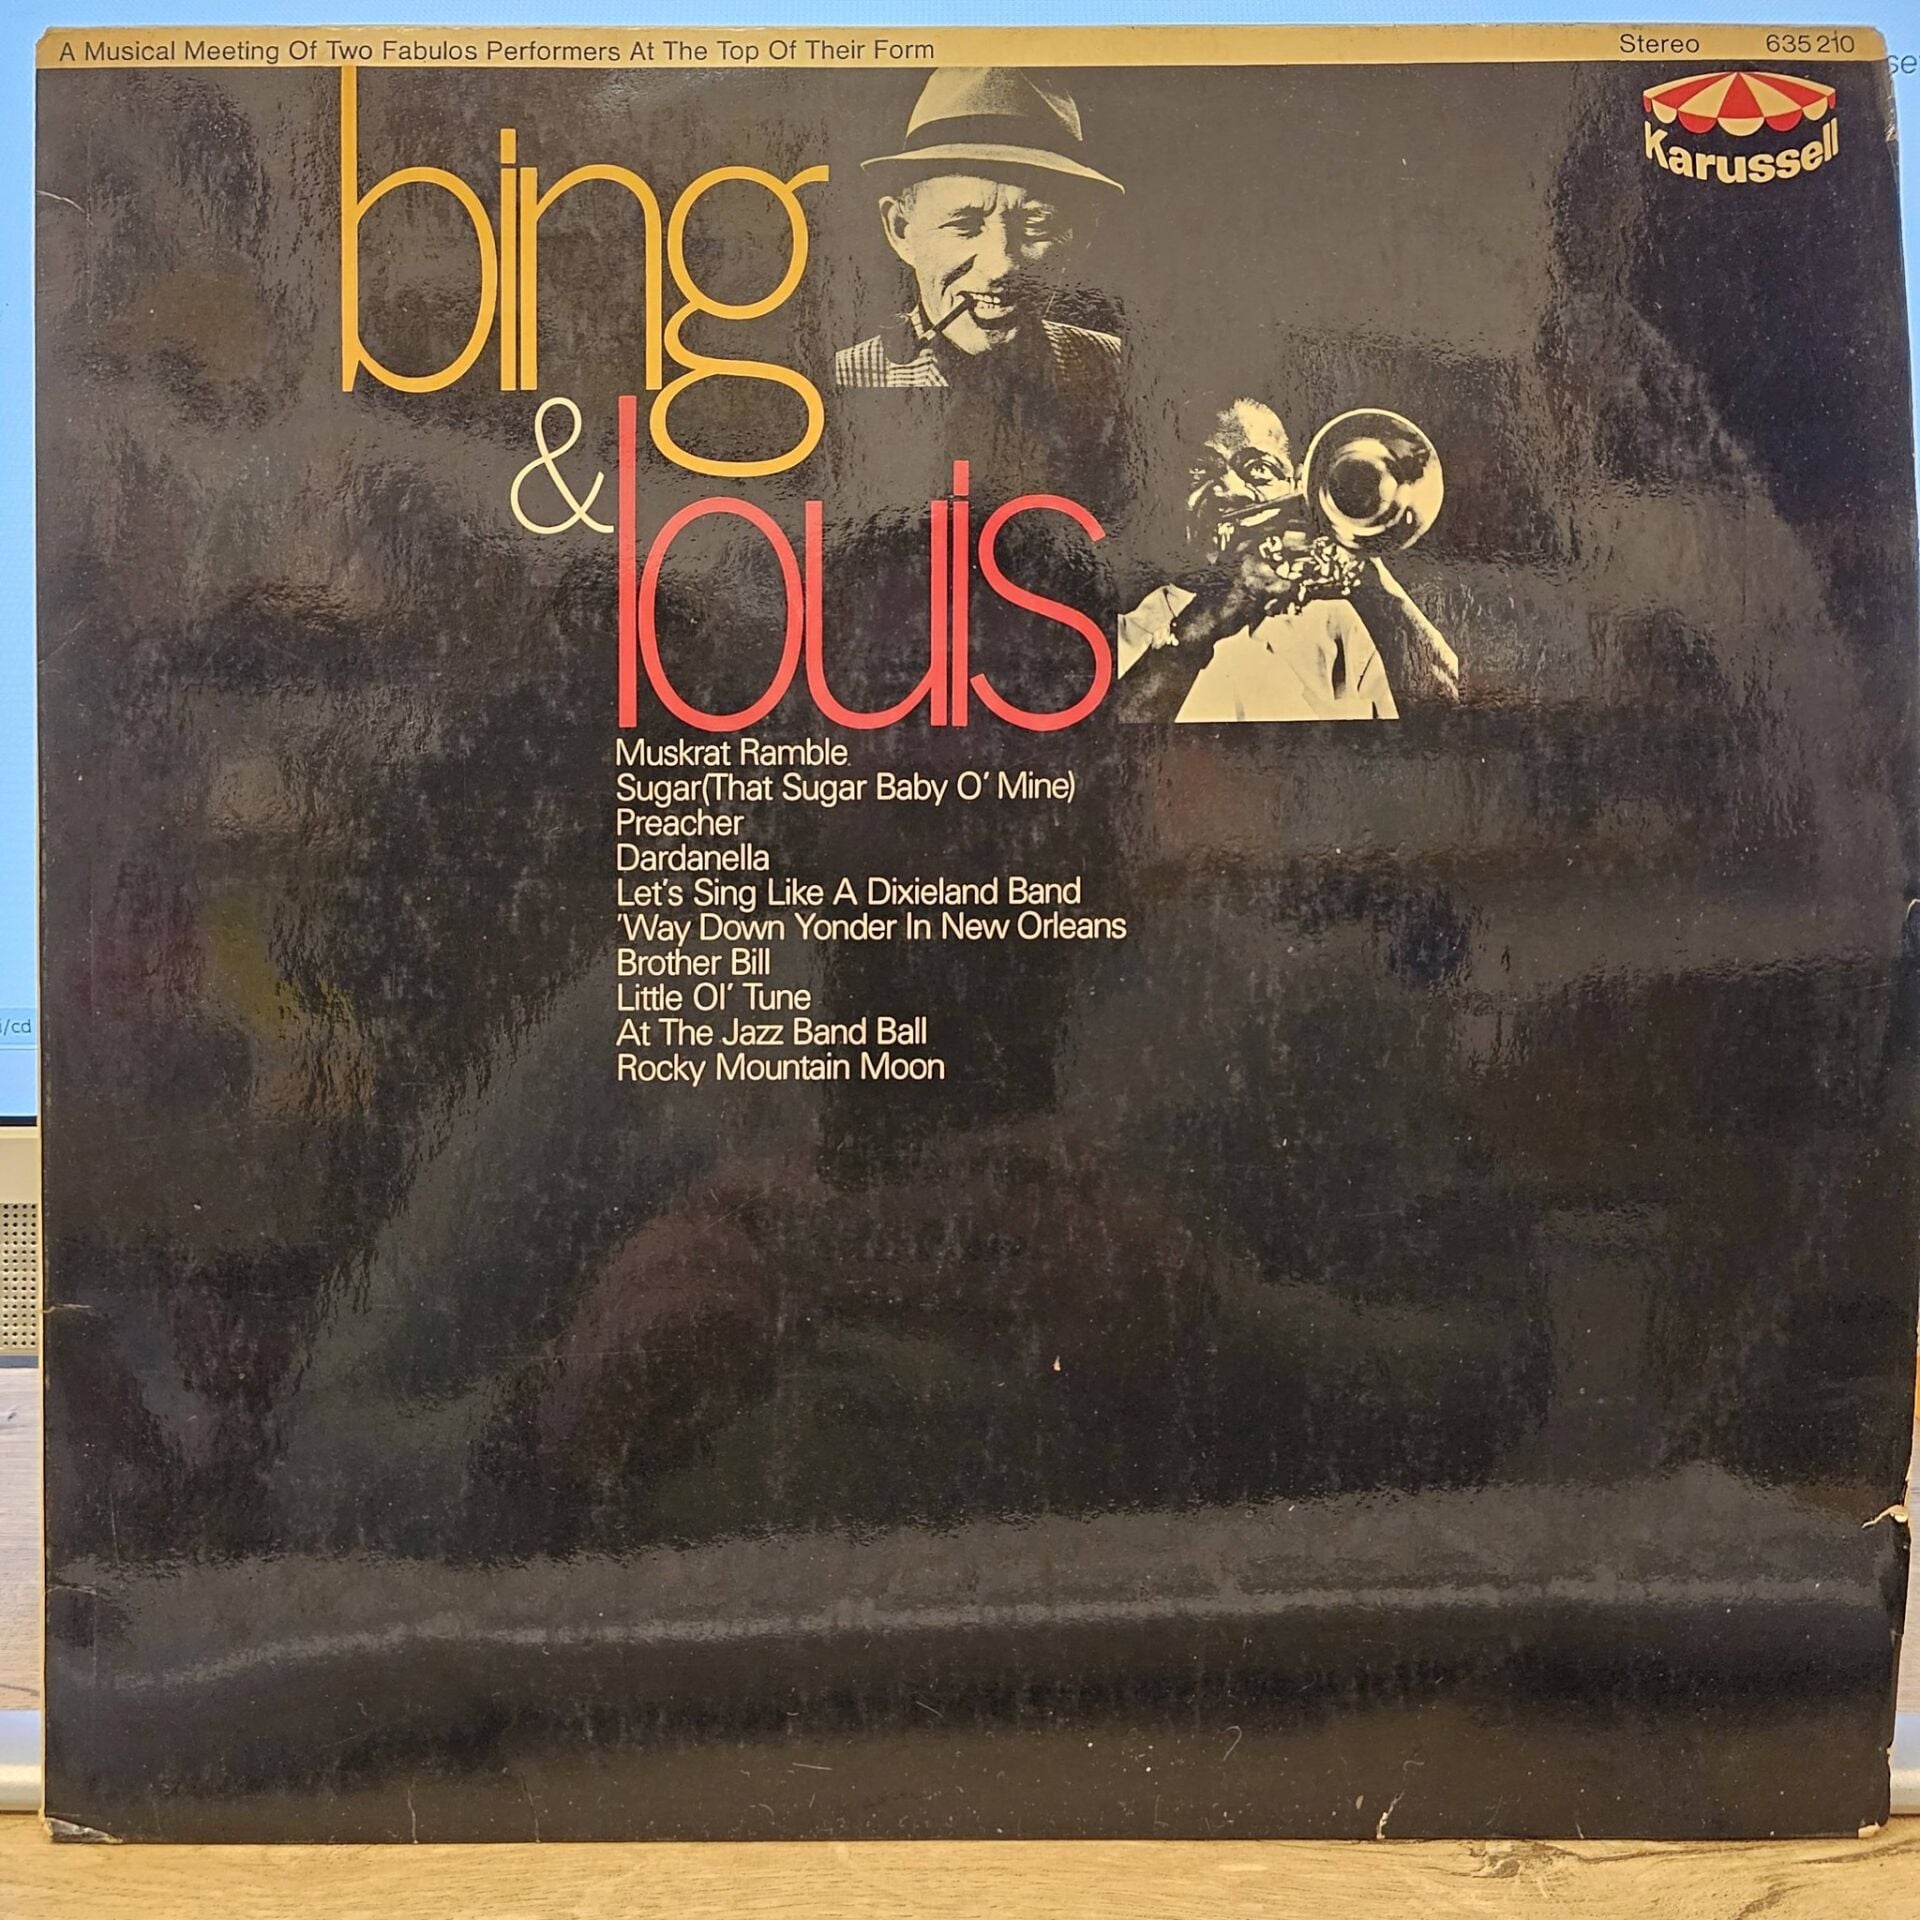 A Musical Meeting Of Two Fabulos Performers At The Top Of Their Form
Stereo 635 210
Karussell
bing
&
louis
Muskrat Ramble
Sugar(That Sugar Baby O' Mine)
Preacher
Dardanella
Let's Sing Like A Dixieland Band
'Way Down Yonder In New Orleans
Brother Bill
Little Ol' Tune
At The Jazz Band Ball
Rocky Mountain Moon